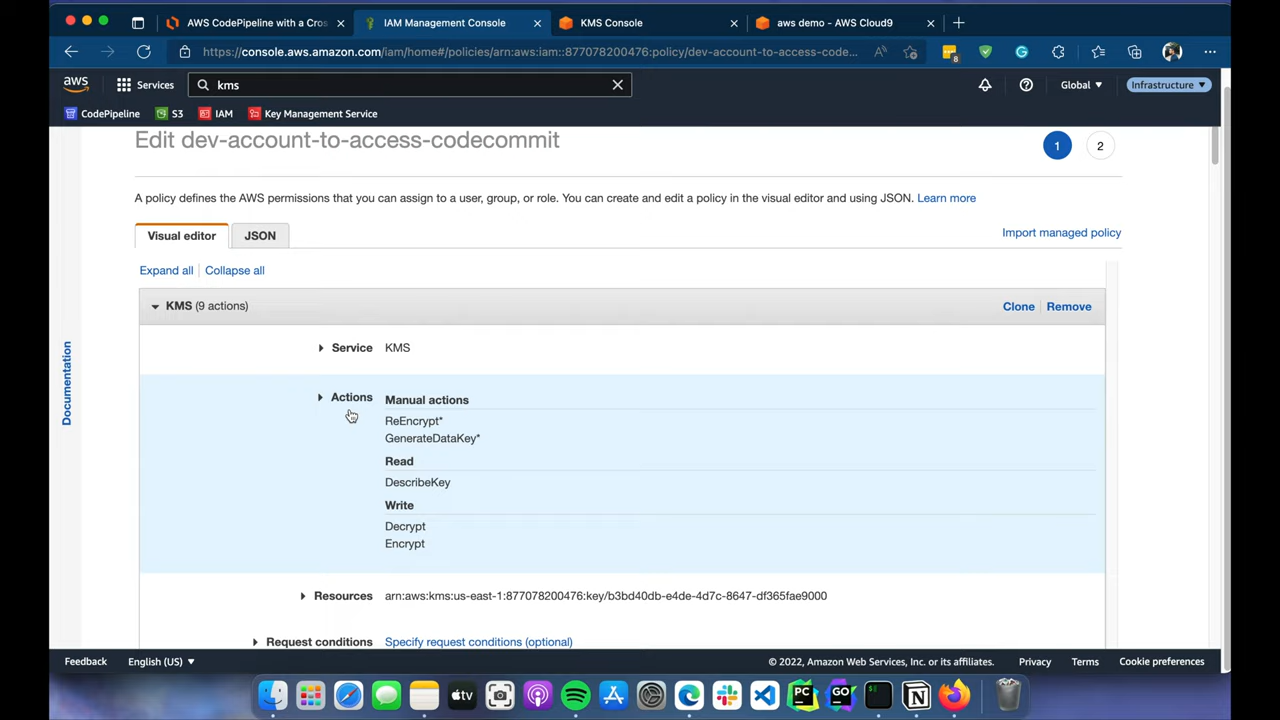 AWS CodePipeline with a Cros
IAM Management Console
KMS Console
aws demo - AWS Cloud9
https://console.aws.amazon.com/iam/home#/policies/arn:aws:iam::877078200476:policy/dev-account-to-access-code...
8
aws
Services
kms
Global
Infrastructure
CodePipeline
S3
IAM
Key Management Service
Edit dev-account-to-access-codecommit
1
2
A policy defines the AWS permissions that you can assign to a user, group, or role. You can create and edit a policy in the visual editor and using JSON. Learn more
Visual editor
JSON
Import managed policy
Expand all
Collapse all
KMS (9 actions)
Clone
Remove
Service
KMS
Actions
Manual actions
ReEncrypt*
GenerateDataKey*
Read
DescribeKey
Write
Decrypt
Encrypt
Resources
arn:aws:kms:us-east-1:877078200476:key/b3bd40db-e4de-4d7c-8647-df365fae9000
Request conditions
Specify request conditions (optional)
Documentation
Feedback
English (US)
© 2022, Amazon Web Services, Inc. or its affiliates.
Privacy
Terms
Cookie preferences
tv
PC
GO